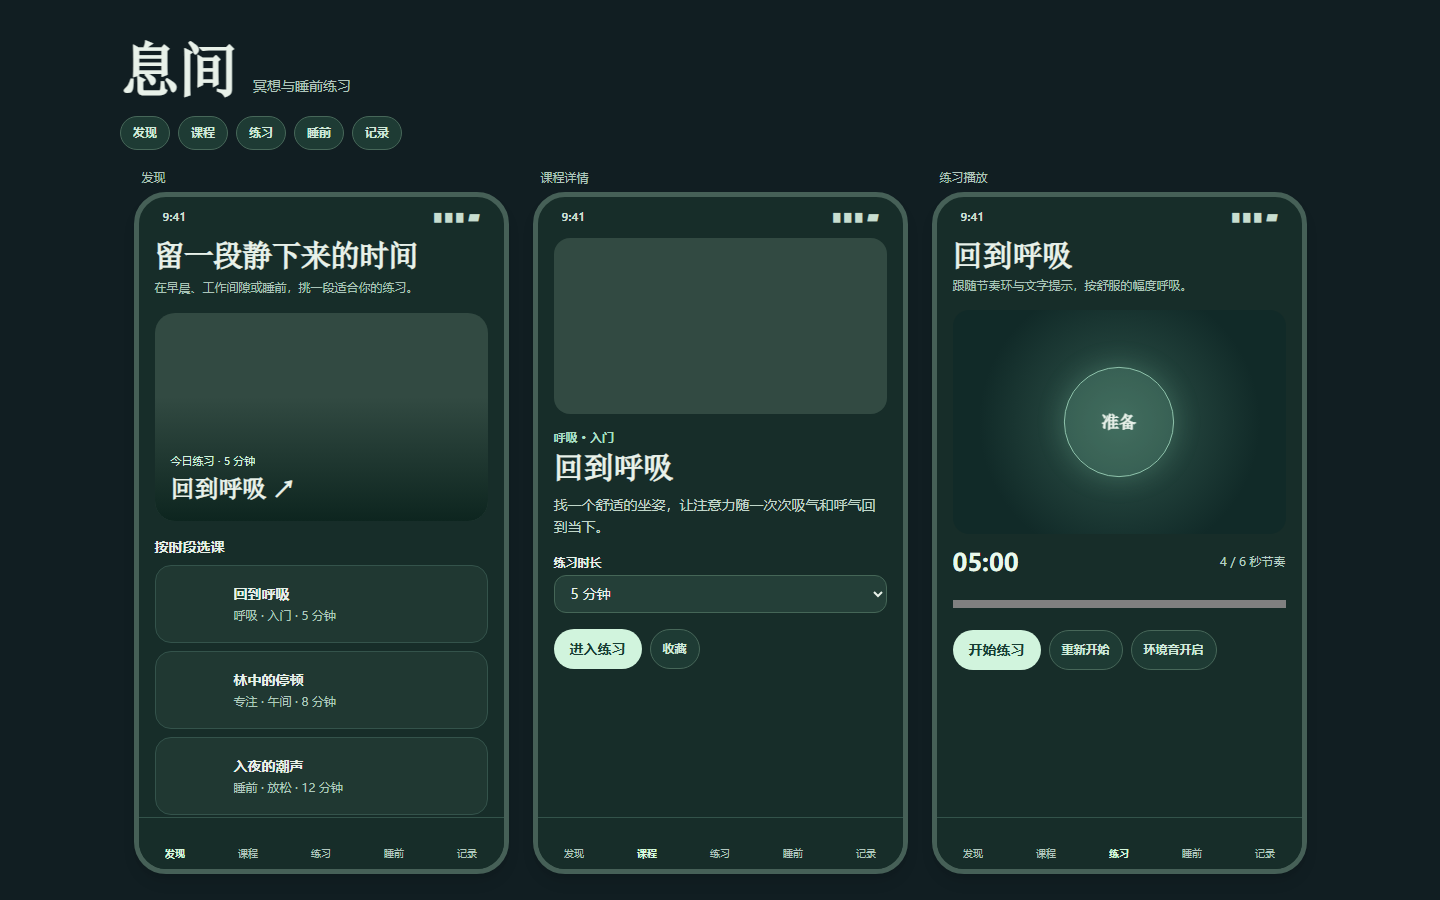 息间 冥想与睡前练习
发现 课程 练习 睡前 记录
发现
9:41
留一段静下来的时间
在早晨、工作间隙或睡前，挑一段适合你的练习。
今日练习 · 5 分钟
回到呼吸 ↗
按时段选课
回到呼吸
呼吸 · 入门 · 5 分钟
林中的停顿
专注 · 午间 · 8 分钟
入夜的潮声
睡前 · 放松 · 12 分钟
发现 课程 练习 睡前 记录
课程详情
9:41
呼吸 · 入门
回到呼吸
找一个舒适的坐姿，让注意力随一次次吸气和呼气回
到当下。
练习时长
5 分钟
进入练习 收藏
发现 课程 练习 睡前 记录
练习播放
9:41
回到呼吸
跟随节奏环与文字提示，按舒服的幅度呼吸。
准备
05:00 4 / 6 秒节奏
开始练习 重新开始 环境音开启
发现 课程 练习 睡前 记录